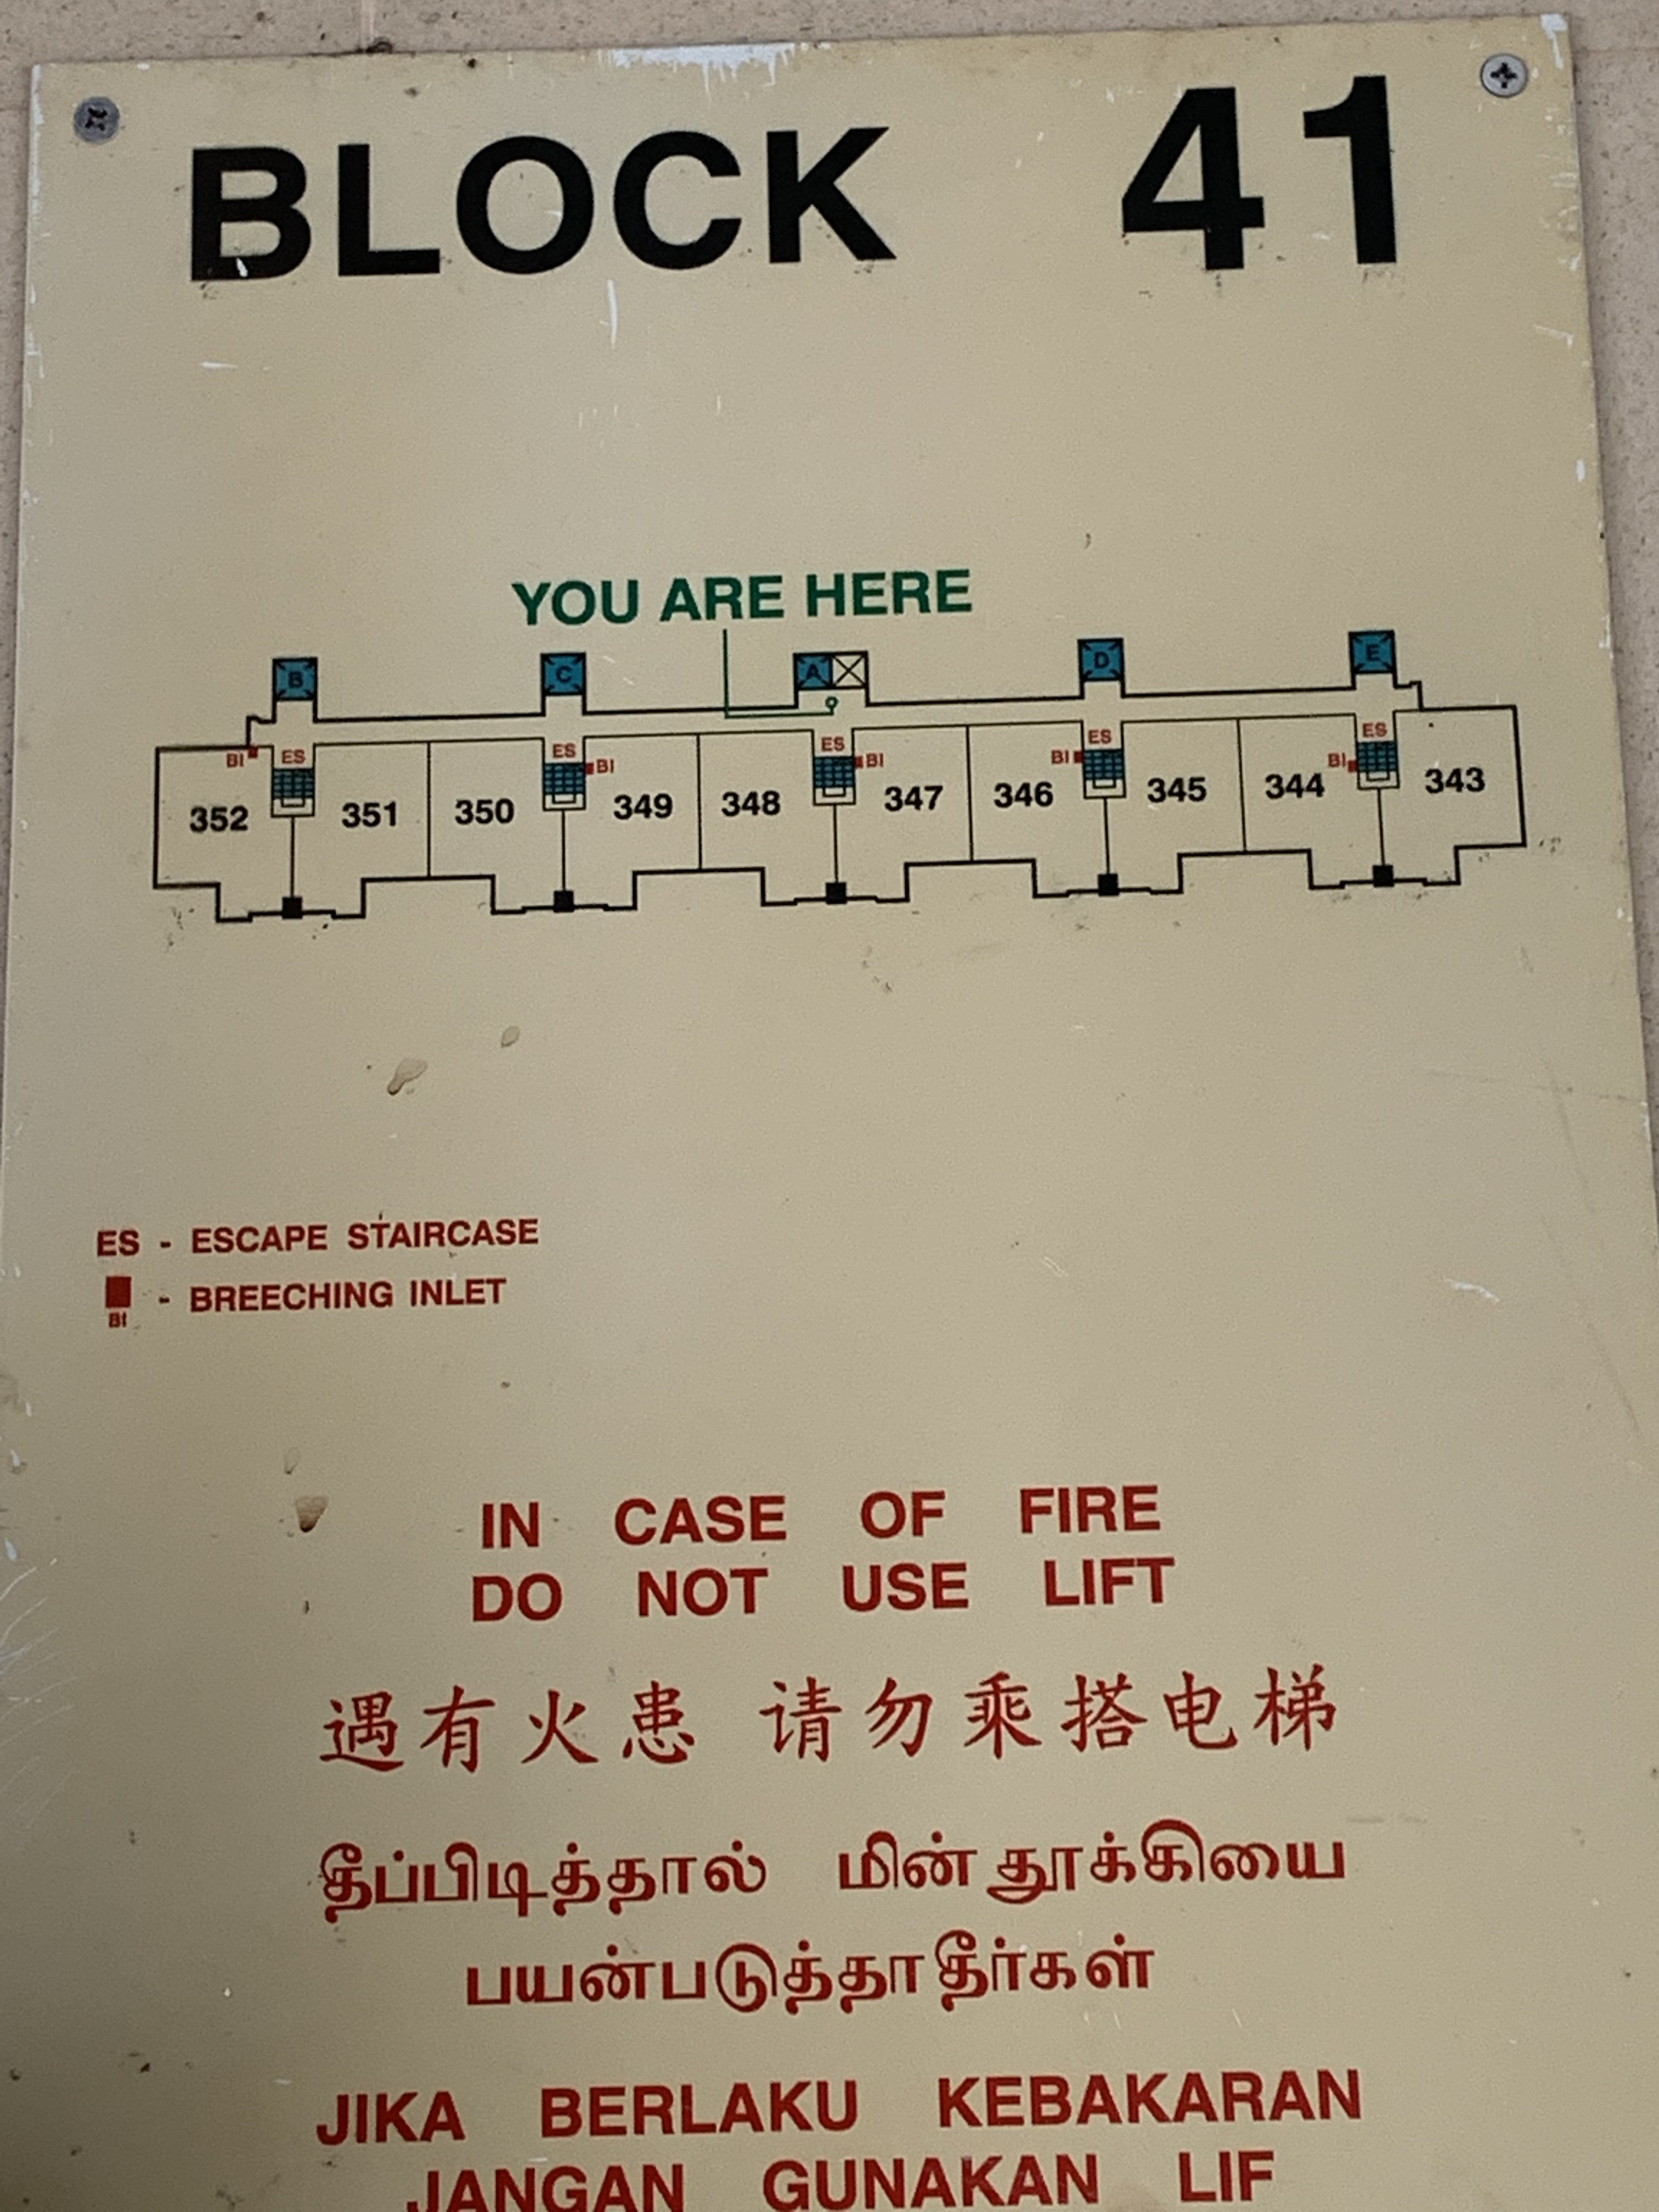 BLOCK 41
YOU ARE HERE
B C A D E
BI ES ES BI ES BI BI ES BI ES
352 351 350 349 348 347 346 345 344 343
ES - ESCAPE STAIRCASE
- BREECHING INLET
BI
IN CASE OF FIRE
DO NOT USE LIFT
遇有火患 请勿乘搭电梯
தீப்பிடித்தால் மின் தூக்கியை
பயன்படுத்தாதீர்கள்
JIKA BERLAKU KEBAKARAN
JANGAN GUNAKAN LIF